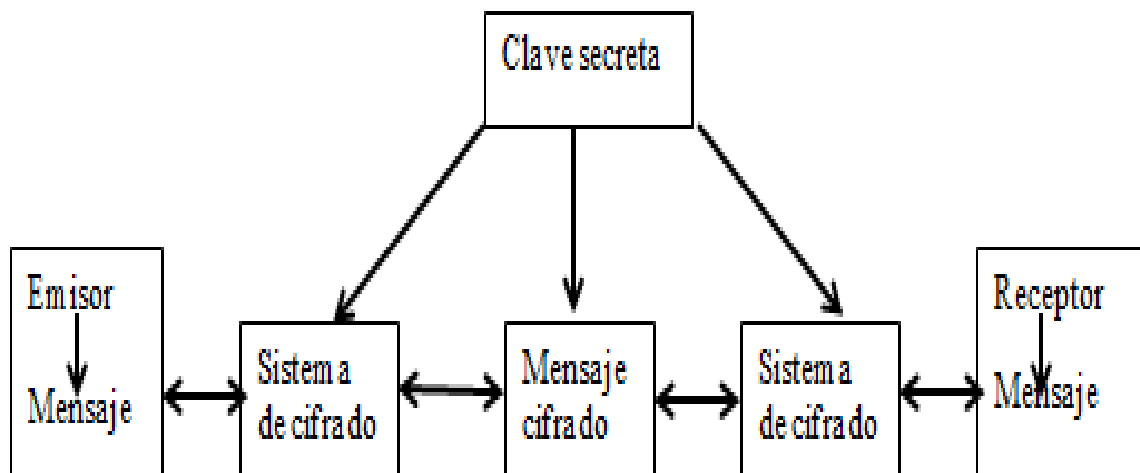 Clave secreta
Emisor
Mensaje
Sistema
de cifrado
Mensaje
cifrado
Sistema
de cifrado
Receptor
Mensaje